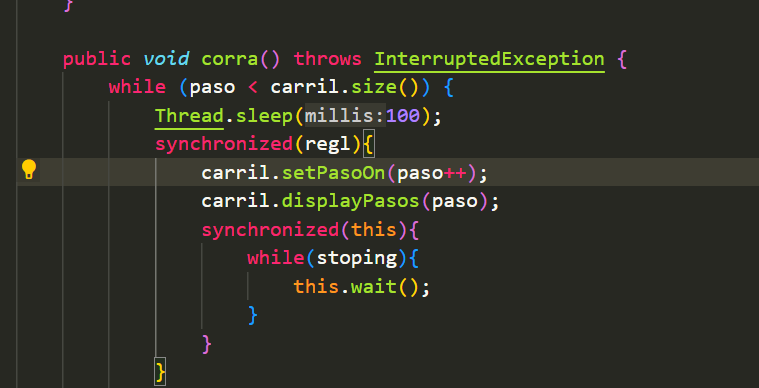 }
public void corra() throws InterruptedException {
while (paso < carril.size()) {
Thread.sleep(millis:100);
synchronized(regl){
carril.setPasoOn(paso++);
carril.displayPasos(paso);
synchronized(this){
while(stoping){
this.wait();
}
}
}